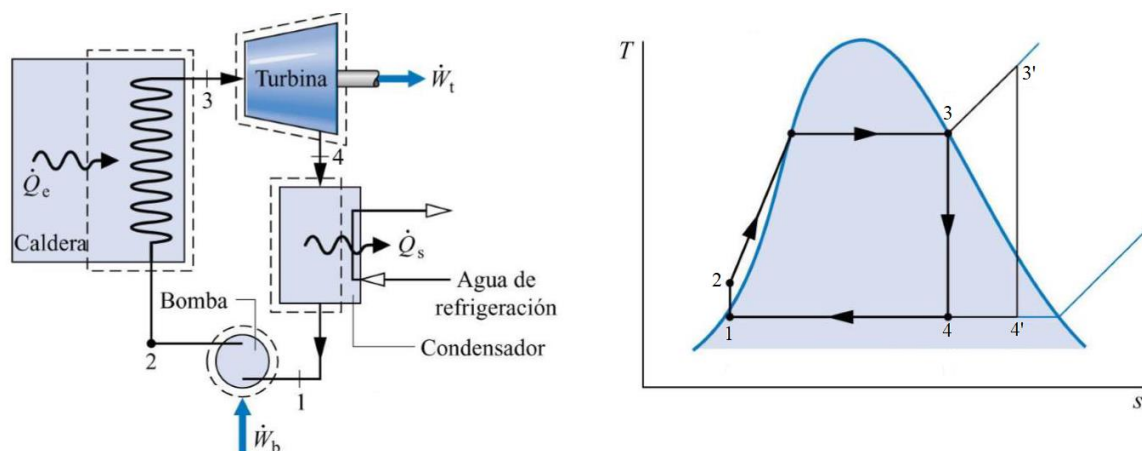 Turbina
Ẇt
3
4
Q̇e
Caldera
Q̇s
Agua de
refrigeración
Bomba
Condensador
2
1
Ẇb
T
3'
3
2
1
4
4'
s